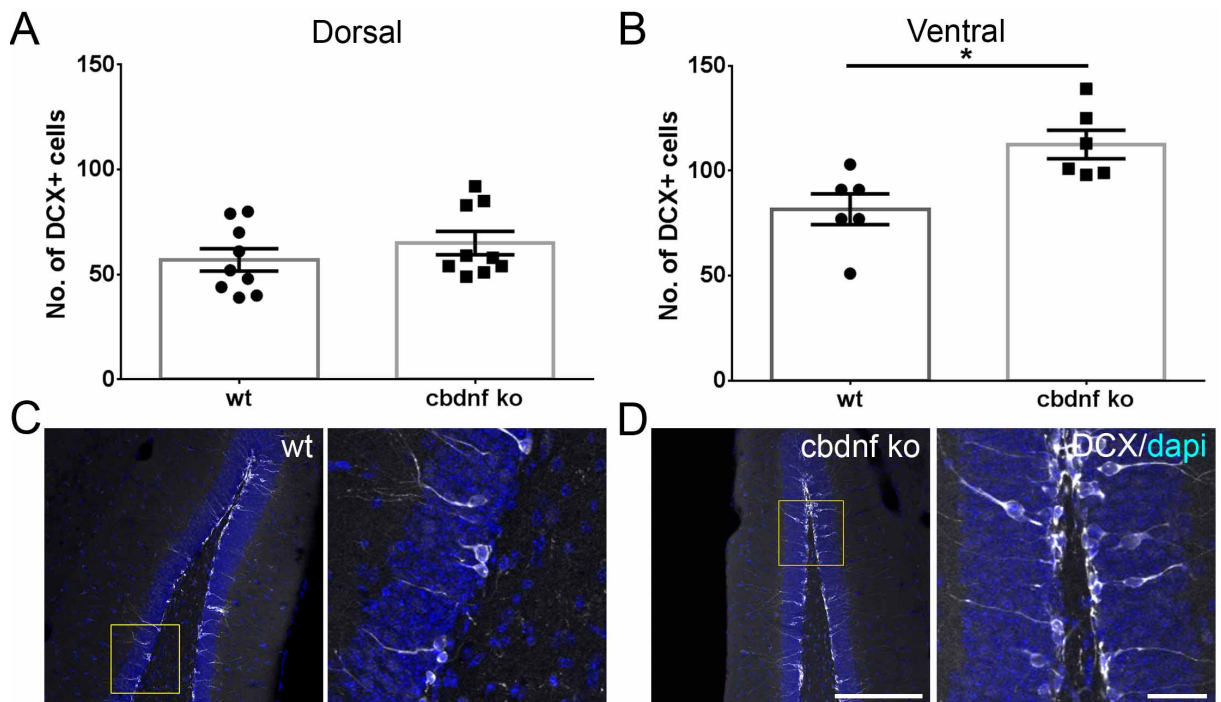 A
Dorsal
No. of DCX+ cells
150
100
50
0
wt
cbdnf ko
B
Ventral
*
No. of DCX+ cells
150
100
50
0
wt
cbdnf ko
C
wt
D
cbdnf ko
DCX/dapi